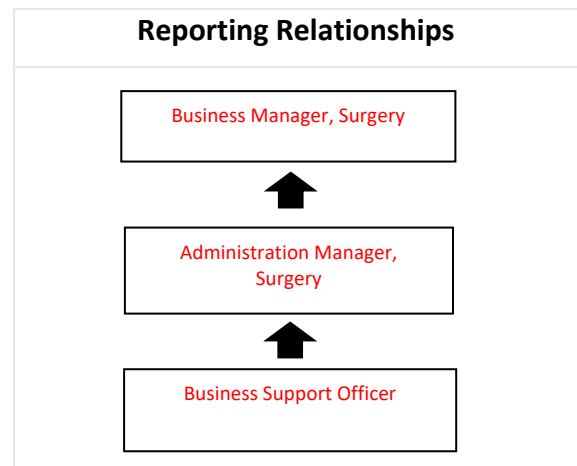 Reporting Relationships
Business Manager, Surgery
Administration Manager,
Surgery
Business Support Officer